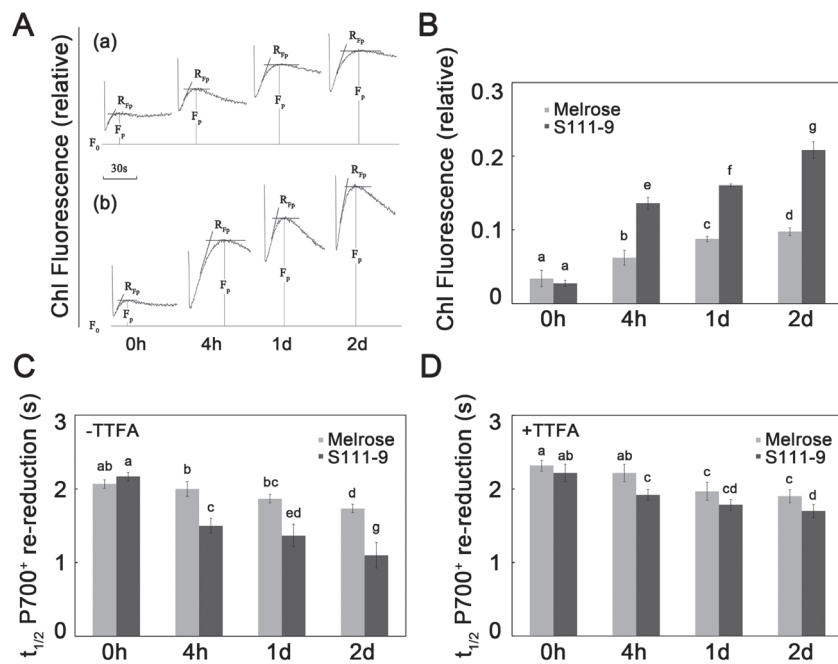 A
(a)
R_Fp
F_p
R_Fp
F_p
R_Fp
F_p
R_Fp
F_p
F_0
30s
(b)
R_Fp
F_p
R_Fp
F_p
R_Fp
F_p
R_Fp
F_p
F_0
Chl Fluorescence (relative)
0h 4h 1d 2d
B
Chl Fluorescence (relative)
0.3
0.2
0.1
0
Melrose
S111-9
a a b e c f d g
0h 4h 1d 2d
C
t_1/2 P700+ re-reduction (s)
3
2
1
0
-TTFA
Melrose
S111-9
ab a b c bc ed d g
0h 4h 1d 2d
D
t_1/2 P700+ re-reduction (s)
3
2
1
0
+TTFA
Melrose
S111-9
a ab ab c c cd c d
0h 4h 1d 2d